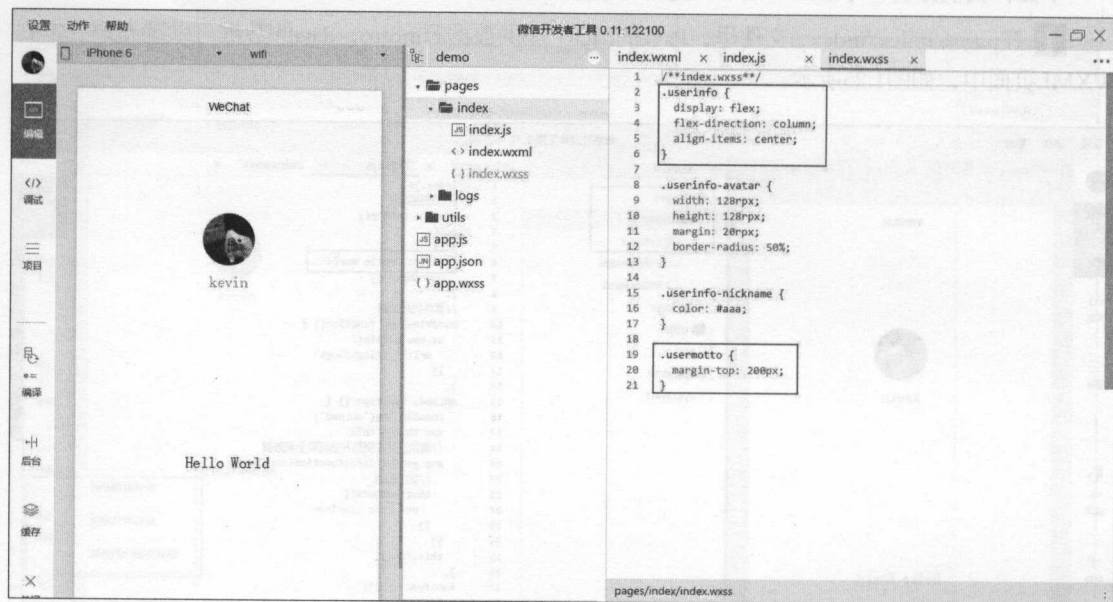 设置 动作 帮助
微信开发者工具 0.11.122100
iPhone 6
wifi
demo
index.wxml × index.js × index.wxss ×
编辑
调试
项目
编译
后台
缓存
WeChat
kevin
Hello World
pages
index
JS index.js
<> index.wxml
{ } index.wxss
logs
utils
JS app.js
JN app.json
{ } app.wxss
1 /**index.wxss**/
2 .userinfo {
3 display: flex;
4 flex-direction: column;
5 align-items: center;
6 }
7
8 .userinfo-avatar {
9 width: 128rpx;
10 height: 128rpx;
11 margin: 20rpx;
12 border-radius: 50%;
13 }
14
15 .userinfo-nickname {
16 color: #aaa;
17 }
18
19 .usermotto {
20 margin-top: 200px;
21 }
pages/index/index.wxss